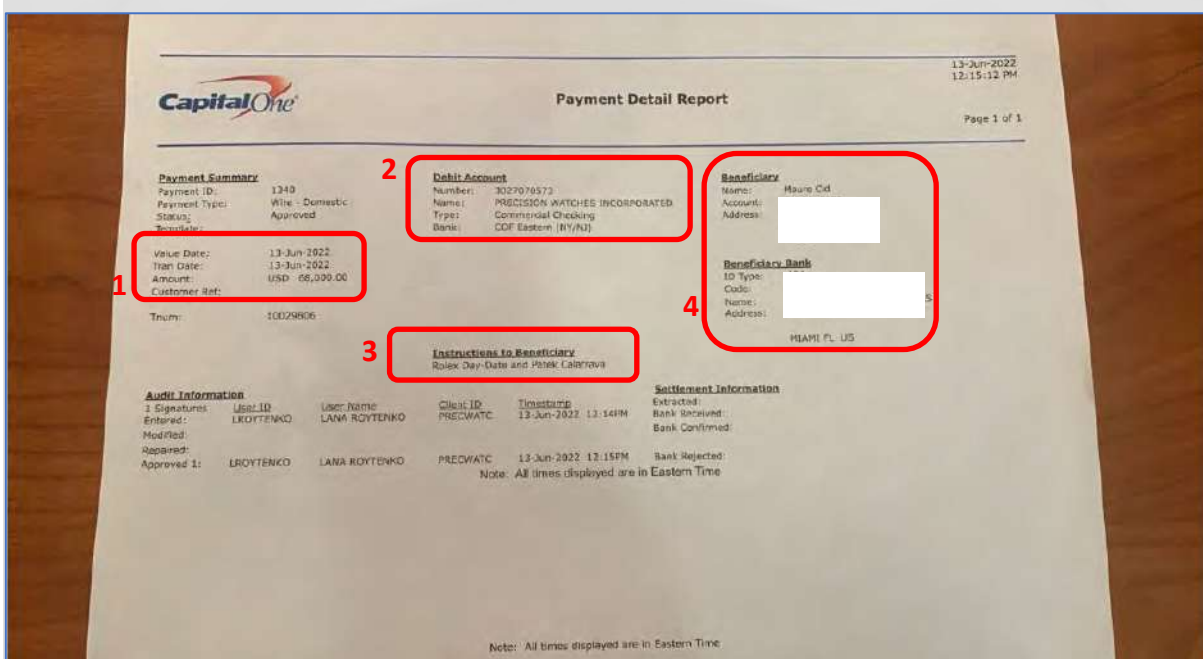 13-Jun-2022
12:15:12 PM
CapitalOne
Payment Detail Report
Page 1 of 1
Payment Summary
Payment ID: 1340
Payment Type: Wire - Domestic
Status: Approved
Template:
1
Value Date: 13-Jun-2022
Tran Date: 13-Jun-2022
Amount: USD 68,000.00
Customer Ref:
Tnum: 10029806
2
Debit Account
Number: 3027070573
Name: PRECISION WATCHES INCORPORATED
Type: Commercial Checking
Bank: COF Eastern (NY/NJ)
4
Beneficiary
Name: Mauro Cid
Account:
Address:
Beneficiary Bank
ID Type:
Code:
Name:
Address:
MIAMI FL US
3
Instructions to Beneficiary
Rolex Day-Date and Patek Calatrava
Audit Information
1 Signatures User ID User Name Client ID Timestamp
Entered: LROYTENKO LANA ROYTENKO PRECWATC 13-Jun-2022 12:14PM
Modified:
Repaired:
Approved 1: LROYTENKO LANA ROYTENKO PRECWATC 13-Jun-2022 12:15PM
Note: All times displayed are in Eastern Time
Settlement Information
Extracted:
Bank Received:
Bank Confirmed:
Bank Rejected:
Note: All times displayed are in Eastern Time